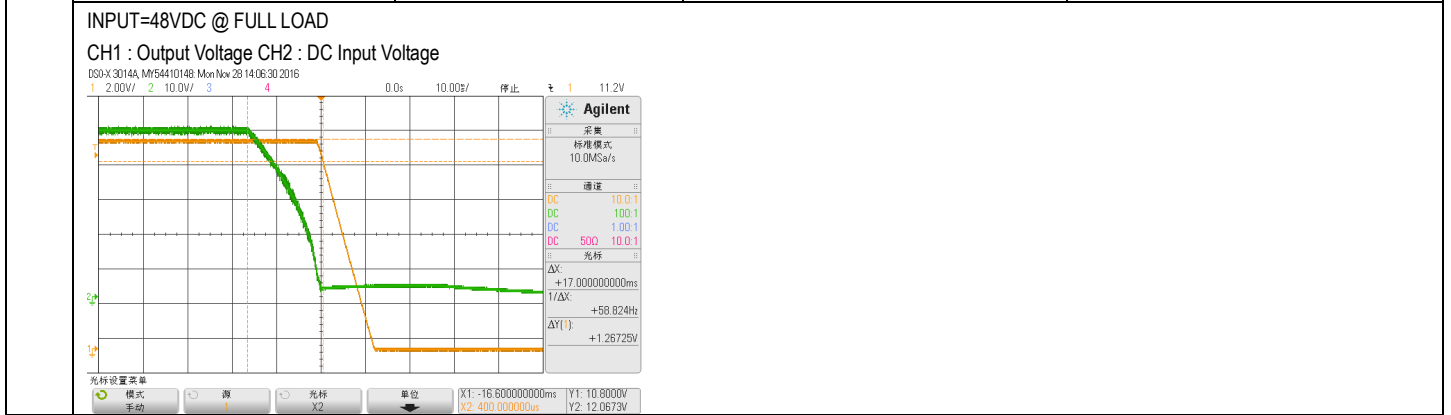 INPUT=48VDC @ FULL LOAD
CH1 : Output Voltage CH2 : DC Input Voltage
DSO-X 3014A, MY54410148: Mon Nov 28 14:06:30 2016
1 2.00V/ 2 10.0V/ 3 4 0.0s 10.00ms/ 停止 1 11.2V
Agilent
采集
标准模式
10.0MSa/s
通道
DC 10.0:1
DC 100:1
DC 1.00:1
DC 50Ω 10.0:1
光标
ΔX:
+17.000000000ms
1/ΔX:
+58.824Hz
ΔY(1):
+1.26725V
T
2
1
光标设置菜单
模式 源 光标 单位 X1: -16.600000000ms Y1: 10.8000V
手动 1 X2 X2: 400.000000us Y2: 12.0673V